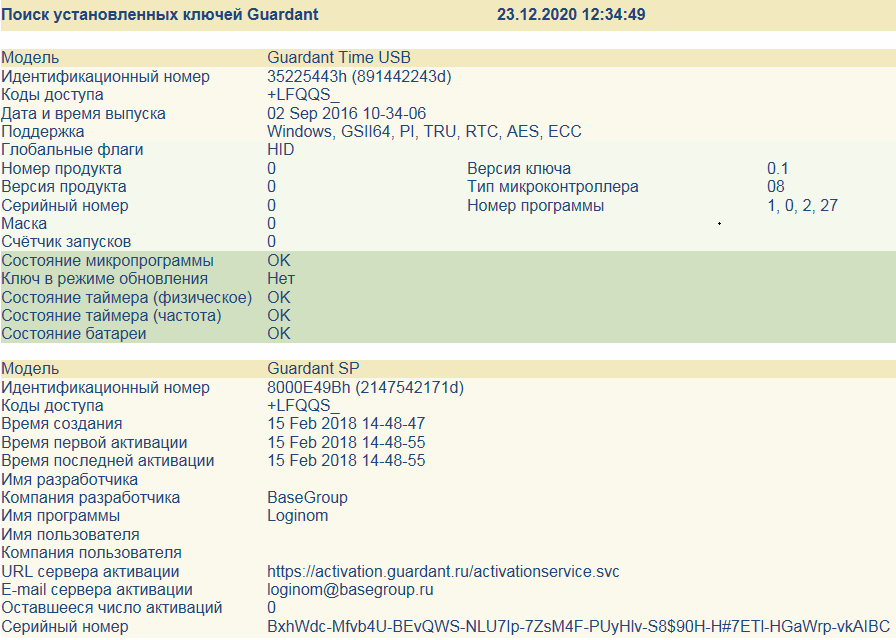 Поиск установленных ключей Guardant 23.12.2020 12:34:49
Модель Guardant Time USB
Идентификационный номер 35225443h (891442243d)
Коды доступа +LFQQS_
Дата и время выпуска 02 Sep 2016 10-34-06
Поддержка Windows, GSII64, PI, TRU, RTC, AES, ECC
Глобальные флаги HID
Номер продукта 0 Версия ключа 0.1
Версия продукта 0 Тип микроконтроллера 08
Серийный номер 0 Номер программы 1, 0, 2, 27
Маска 0
Счётчик запусков 0
Состояние микропрограммы OK
Ключ в режиме обновления Нет
Состояние таймера (физическое) OK
Состояние таймера (частота) OK
Состояние батареи OK
Модель Guardant SP
Идентификационный номер 8000E49Bh (2147542171d)
Коды доступа +LFQQS_
Время создания 15 Feb 2018 14-48-47
Время первой активации 15 Feb 2018 14-48-55
Время последней активации 15 Feb 2018 14-48-55
Имя разработчика
Компания разработчика BaseGroup
Имя программы Loginom
Имя пользователя
Компания пользователя
URL сервера активации https://activation.guardant.ru/activationservice.svc
E-mail сервера активации loginom@basegroup.ru
Оставшееся число активаций 0
Серийный номер BxhWdc-Mfvb4U-BEvQWS-NLU7Ip-7ZsM4F-PUyHlv-S8$90H-H#7ETl-HGaWrp-vkAIBC